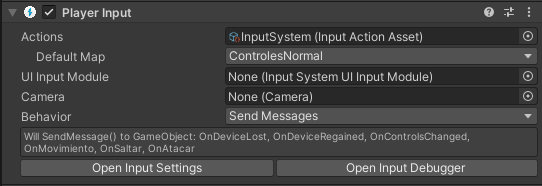 Player Input
Actions InputSystem (Input Action Asset)
Default Map ControlesNormal
UI Input Module None (Input System UI Input Module)
Camera None (Camera)
Behavior Send Messages
Will SendMessage() to GameObject: OnDeviceLost, OnDeviceRegained, OnControlsChanged,
OnMovimiento, OnSaltar, OnAtacar
Open Input Settings Open Input Debugger